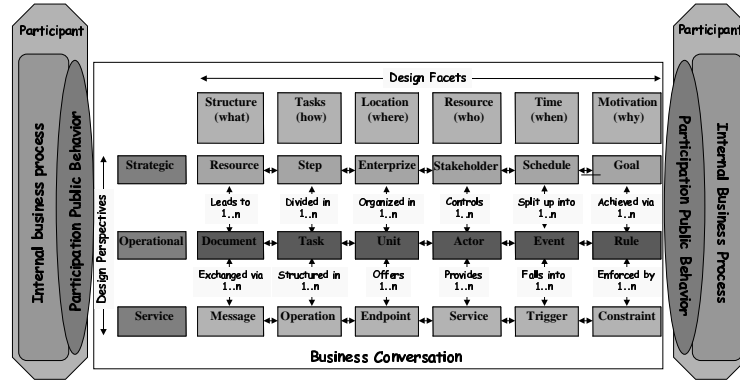 Participant
Participant
Internal business process
Participation Public Behavior
Design Facets
Structure
(what)
Tasks
(how)
Location
(where)
Resource
(who)
Time
(when)
Motivation
(why)
Design Perspectives
Strategic
Resource
Step
Enterprize
Stakeholder
Schedule
Goal
Leads to
1..n
Divided in
1..n
Organized in
1..n
Controls
1..n
Split up into
1..n
Achieved via
1..n
Operational
Document
Task
Unit
Actor
Event
Rule
Exchanged via
1..n
Structured in
1..n
Offers
1..n
Provides
1..n
Falls into
1..n
Enforced by
1..n
Service
Message
Operation
Endpoint
Service
Trigger
Constraint
Business Conversation
Participation Public Behavior
Internal Business Process